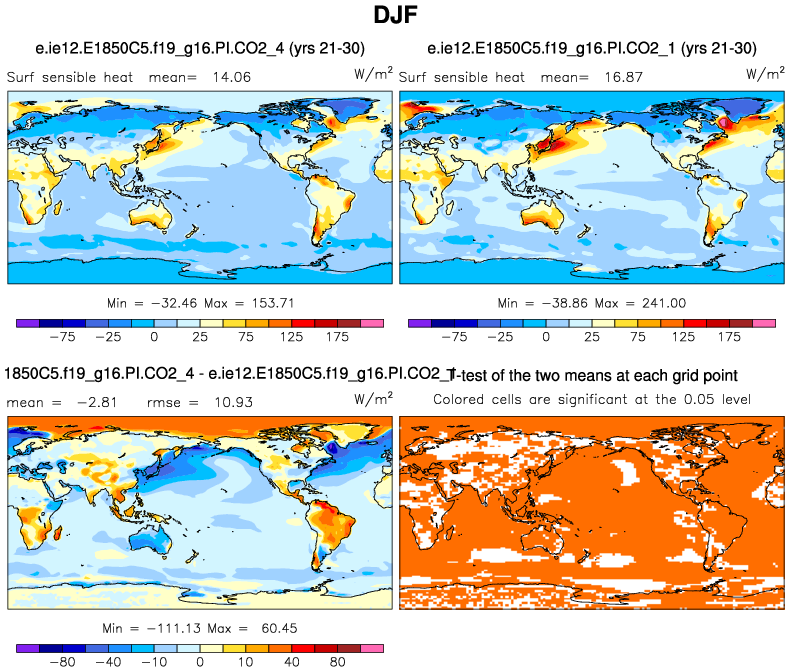 DJF
e.ie12.E1850C5.f19_g16.PI.CO2_4 (yrs 21-30)
Surf sensible heat mean= 14.06 W/m²
Min = −32.46 Max = 153.71
−75 −25 0 25 75 125 175
e.ie12.E1850C5.f19_g16.PI.CO2_1 (yrs 21-30)
Surf sensible heat mean= 16.87 W/m²
Min = −38.86 Max = 241.00
−75 −25 0 25 75 125 175
1850C5.f19_g16.PI.CO2_4 - e.ie12.E1850C5.f19_g16.PI.CO2_
mean = −2.81 rmse = 10.93 W/m²
Min = −111.13 Max = 60.45
−80 −40 −10 0 10 40 80
T-test of the two means at each grid point
Colored cells are significant at the 0.05 level